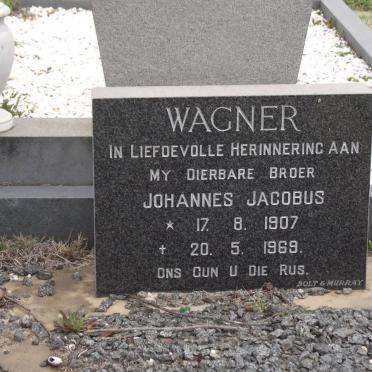 WAGNER
IN LIEFDEVOLLE HERINNERING AAN
MY DIERBARE BROER
JOHANNES JACOBUS
* 17. 8. 1907
+ 20. 5. 1969.
ONS GUN U DIE RUS.
BOLT & MURRAY